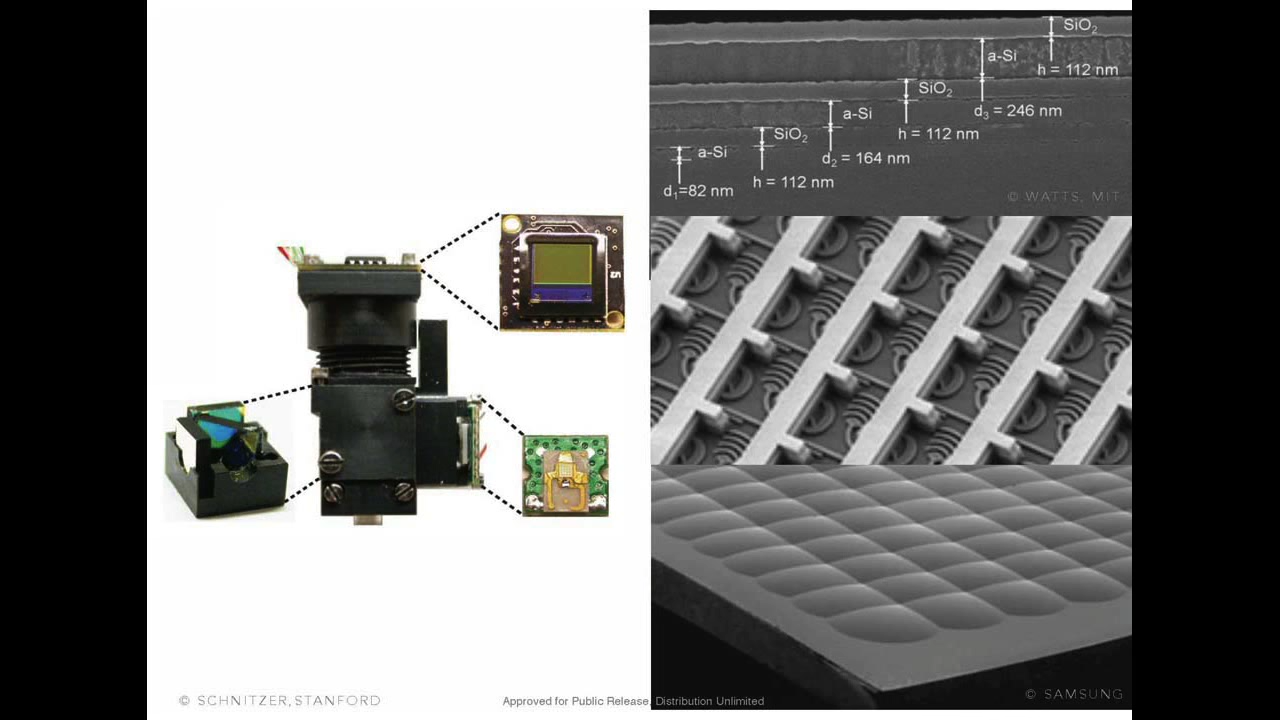 SiO2
a-Si
h = 112 nm
SiO2
d3 = 246 nm
a-Si
h = 112 nm
SiO2
d2 = 164 nm
a-Si
h = 112 nm
d1=82 nm
© WATTS, MIT
© SCHNITZER, STANFORD
Approved for Public Release, Distribution Unlimited
© SAMSUNG